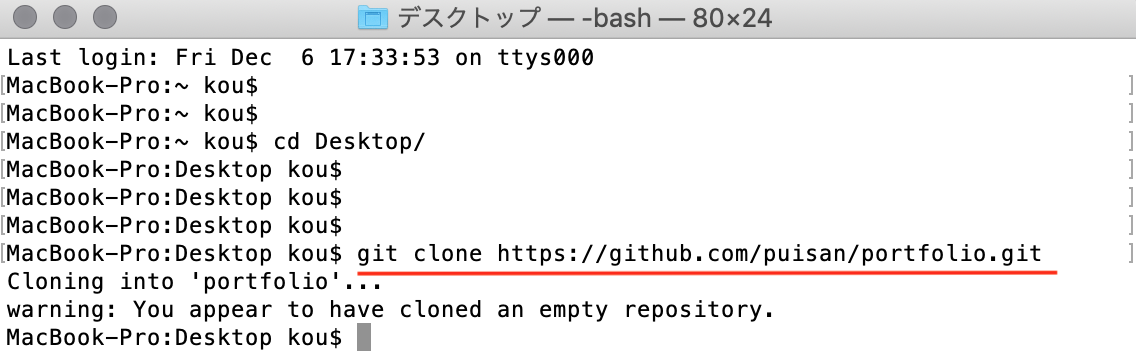 デスクトップ — -bash — 80×24
Last login: Fri Dec  6 17:33:53 on ttys000
[MacBook-Pro:~ kou$ ]
[MacBook-Pro:~ kou$ ]
[MacBook-Pro:~ kou$ cd Desktop/ ]
[MacBook-Pro:Desktop kou$ ]
[MacBook-Pro:Desktop kou$ ]
[MacBook-Pro:Desktop kou$ ]
[MacBook-Pro:Desktop kou$ git clone https://github.com/puisan/portfolio.git ]
Cloning into 'portfolio'...
warning: You appear to have cloned an empty repository.
MacBook-Pro:Desktop kou$